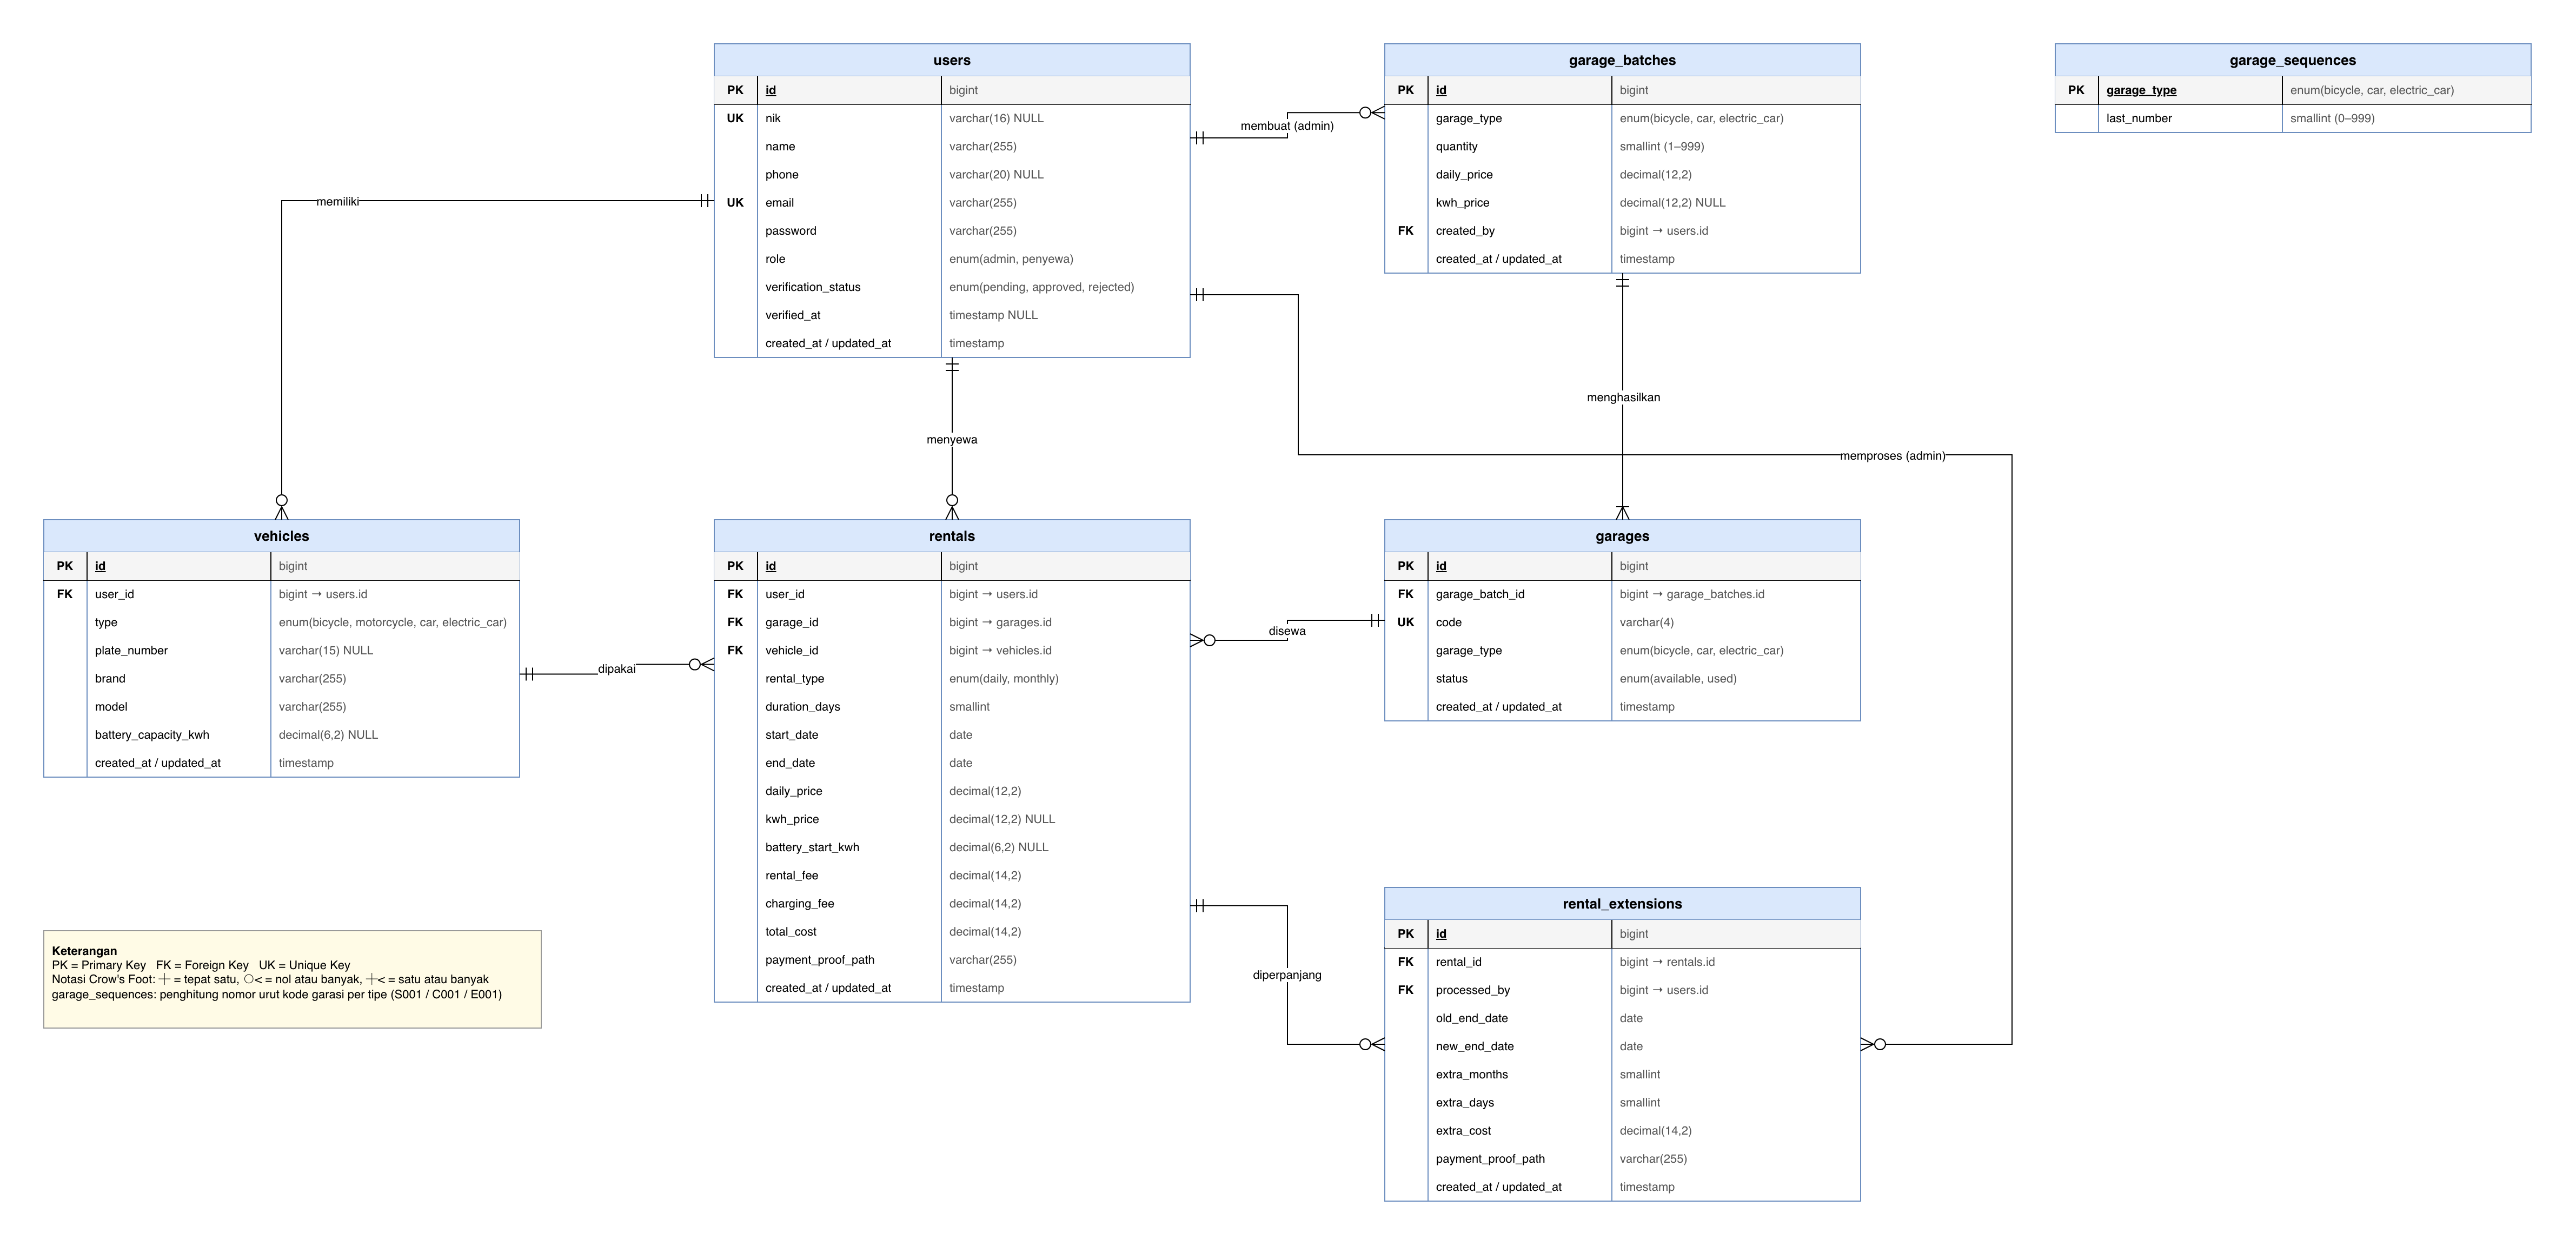 users
PK id bigint
UK nik varchar(16) NULL
name varchar(255)
phone varchar(20) NULL
UK email varchar(255)
password varchar(255)
role enum(admin, penyewa)
verification_status enum(pending, approved, rejected)
verified_at timestamp NULL
created_at / updated_at timestamp
membuat (admin)
garage_batches
PK id bigint
garage_type enum(bicycle, car, electric_car)
quantity smallint (1–999)
daily_price decimal(12,2)
kwh_price decimal(12,2) NULL
FK created_by bigint → users.id
created_at / updated_at timestamp
garage_sequences
PK garage_type enum(bicycle, car, electric_car)
last_number smallint (0–999)
memiliki
menyewa
menghasilkan
memproses (admin)
vehicles
PK id bigint
FK user_id bigint → users.id
type enum(bicycle, motorcycle, car, electric_car)
plate_number varchar(15) NULL
brand varchar(255)
model varchar(255)
battery_capacity_kwh decimal(6,2) NULL
created_at / updated_at timestamp
dipakai
rentals
PK id bigint
FK user_id bigint → users.id
FK garage_id bigint → garages.id
FK vehicle_id bigint → vehicles.id
rental_type enum(daily, monthly)
duration_days smallint
start_date date
end_date date
daily_price decimal(12,2)
kwh_price decimal(12,2) NULL
battery_start_kwh decimal(6,2) NULL
rental_fee decimal(14,2)
charging_fee decimal(14,2)
total_cost decimal(14,2)
payment_proof_path varchar(255)
created_at / updated_at timestamp
disewa
garages
PK id bigint
FK garage_batch_id bigint → garage_batches.id
UK code varchar(4)
garage_type enum(bicycle, car, electric_car)
status enum(available, used)
created_at / updated_at timestamp
diperpanjang
rental_extensions
PK id bigint
FK rental_id bigint → rentals.id
FK processed_by bigint → users.id
old_end_date date
new_end_date date
extra_months smallint
extra_days smallint
extra_cost decimal(14,2)
payment_proof_path varchar(255)
created_at / updated_at timestamp
Keterangan
PK = Primary Key FK = Foreign Key UK = Unique Key
Notasi Crow's Foot: ┼ = tepat satu, ○< = nol atau banyak, ┼< = satu atau banyak
garage_sequences: penghitung nomor urut kode garasi per tipe (S001 / C001 / E001)